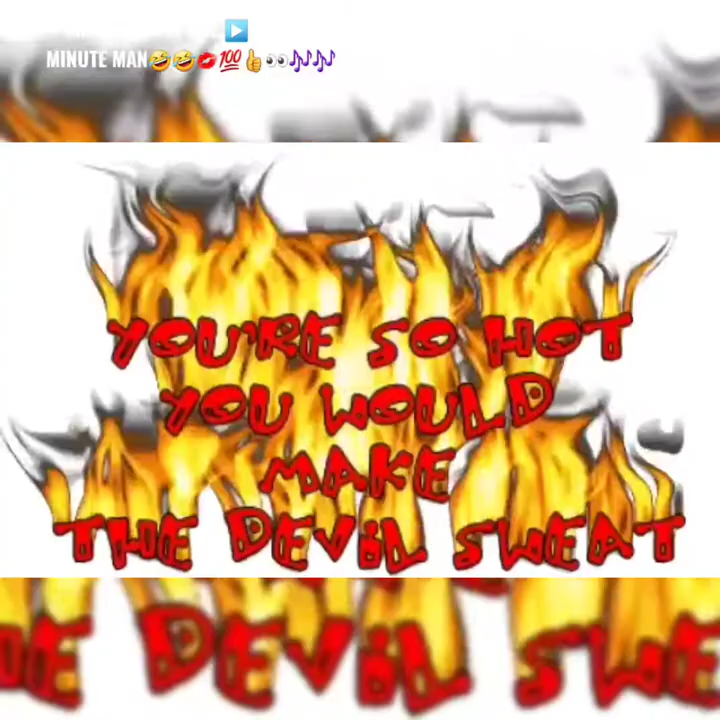 ▶️
MINUTE MAN🤣🤣💋💯👍👀🎶🎶
YOU'RE SO HOT
YOU WOULD
MAKE
THE DEVIL SWEAT
HE DEVIL SWE